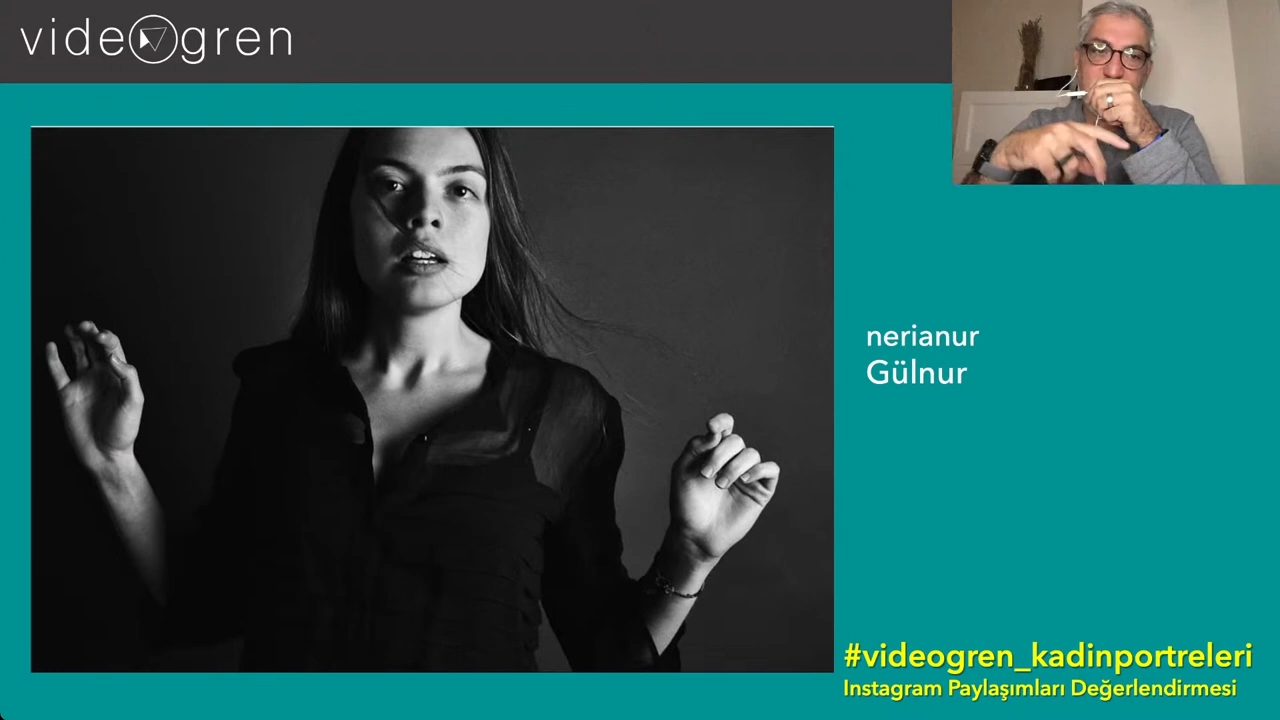 videogren
nerianur
Gülnur
#videogren_kadinportreleri
Instagram Paylaşımları Değerlendirmesi